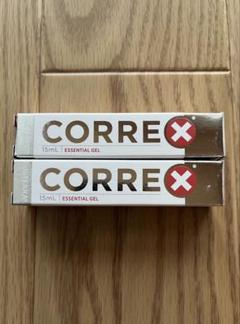 CORREX
15mL | ESSENTIAL GEL
CORREX
15mL | ESSENTIAL GEL